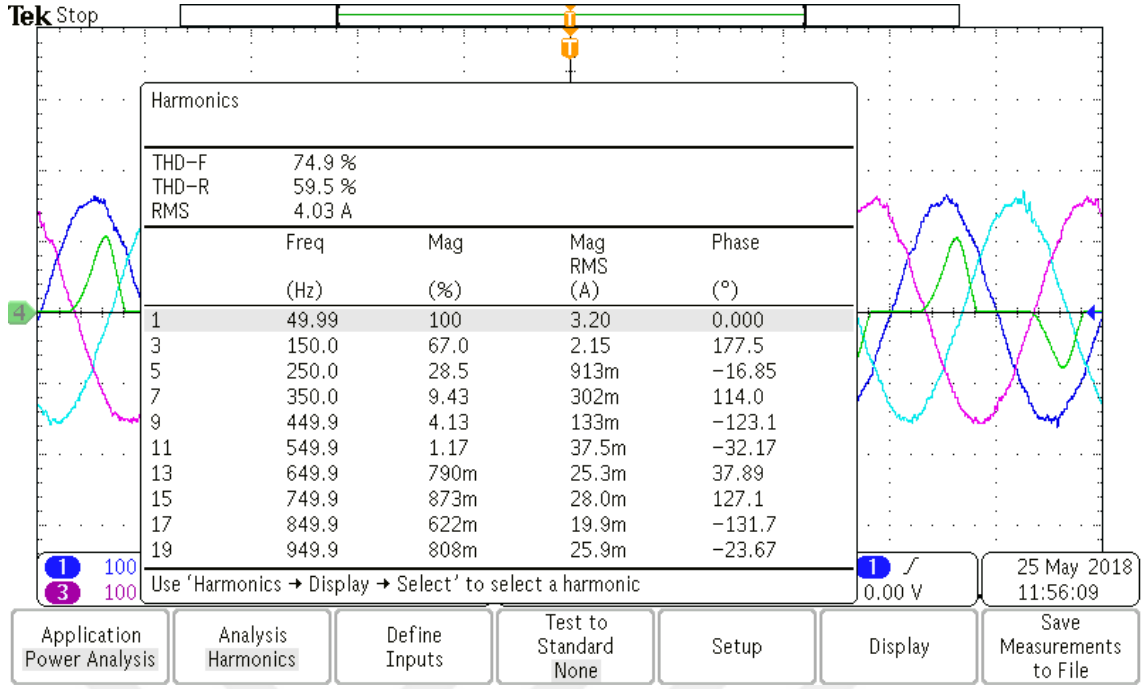 Tek Stop
T
T
Harmonics
THD-F 74.9 %
THD-R 59.5 %
RMS 4.03 A
Freq Mag Mag Phase
RMS
(Hz) (%) (A) (°)
1 49.99 100 3.20 0.000
3 150.0 67.0 2.15 177.5
5 250.0 28.5 913m -16.85
7 350.0 9.43 302m 114.0
9 449.9 4.13 133m -123.1
11 549.9 1.17 37.5m -32.17
13 649.9 790m 25.3m 37.89
15 749.9 873m 28.0m 127.1
17 849.9 622m 19.9m -131.7
19 949.9 808m 25.9m -23.67
Use 'Harmonics → Display → Select' to select a harmonic
4
1 100
3 100
1
0.00 V
25 May 2018
11:56:09
Application
Power Analysis
Analysis
Harmonics
Define
Inputs
Test to
Standard
None
Setup
Display
Save
Measurements
to File